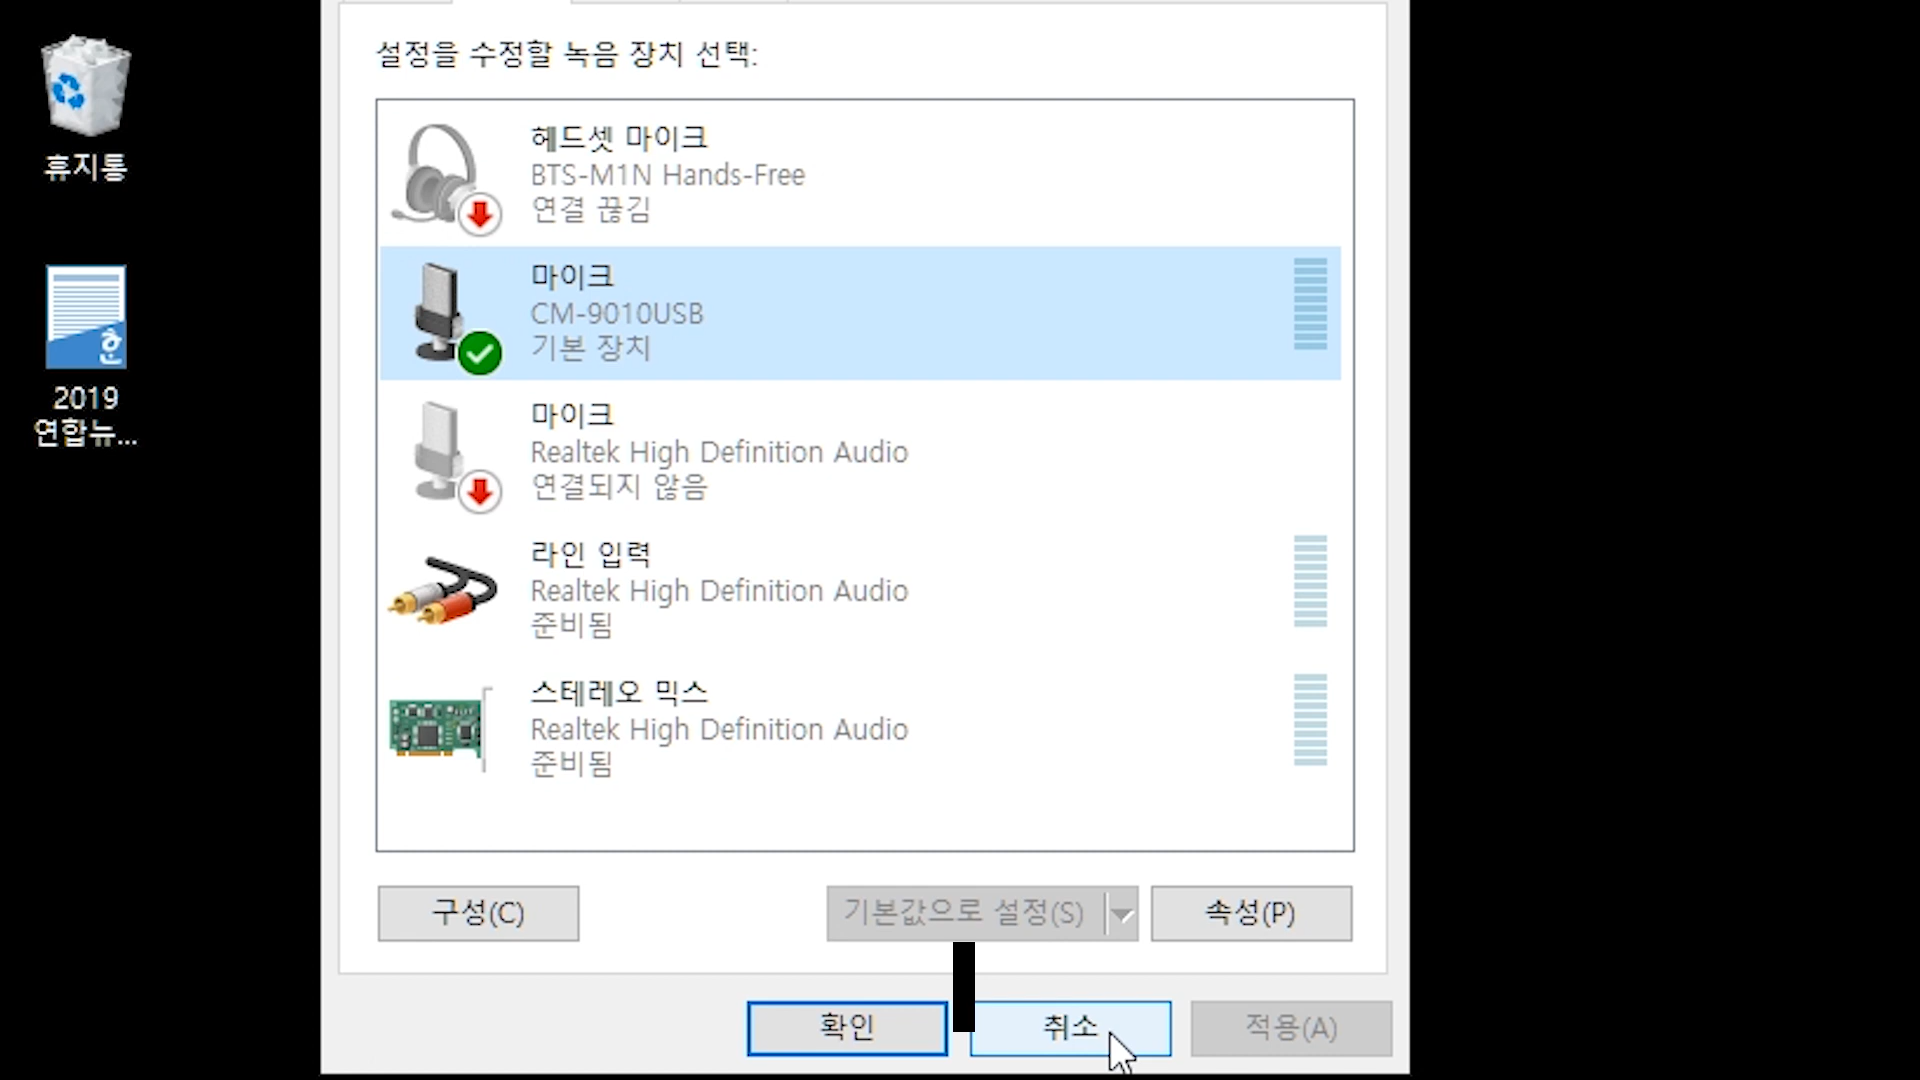 휴지통
2019
연합뉴...
설정을 수정할 녹음 장치 선택:
헤드셋 마이크
BTS-M1N Hands-Free
연결 끊김
마이크
CM-9010USB
기본 장치
마이크
Realtek High Definition Audio
연결되지 않음
라인 입력
Realtek High Definition Audio
준비됨
스테레오 믹스
Realtek High Definition Audio
준비됨
구성(C)
기본값으로 설정(S)
속성(P)
확인
취소
적용(A)